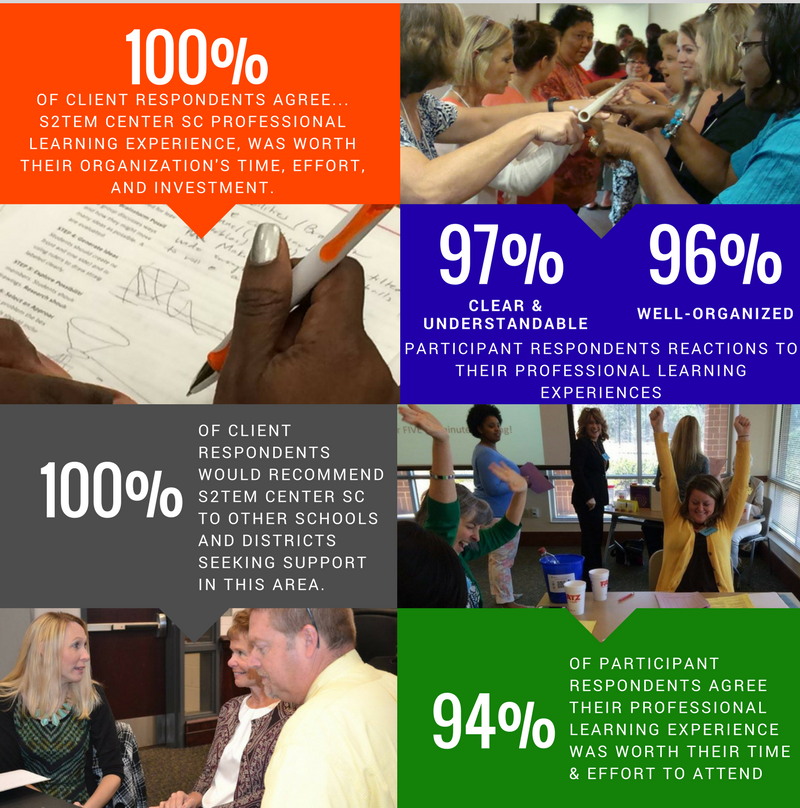 100%
OF CLIENT RESPONDENTS AGREE...
S2TEM CENTER SC PROFESSIONAL
LEARNING EXPERIENCE, WAS WORTH
THEIR ORGANIZATION'S TIME, EFFORT,
AND INVESTMENT.
97%
CLEAR &
UNDERSTANDABLE
96%
WELL-ORGANIZED
PARTICIPANT RESPONDENTS REACTIONS TO
THEIR PROFESSIONAL LEARNING
EXPERIENCES
100%
OF CLIENT
RESPONDENTS
WOULD RECOMMEND
S2TEM CENTER SC
TO OTHER SCHOOLS
AND DISTRICTS
SEEKING SUPPORT
IN THIS AREA.
94%
OF PARTICIPANT
RESPONDENTS AGREE
THEIR PROFESSIONAL
LEARNING EXPERIENCE
WAS WORTH THEIR TIME
& EFFORT TO ATTEND